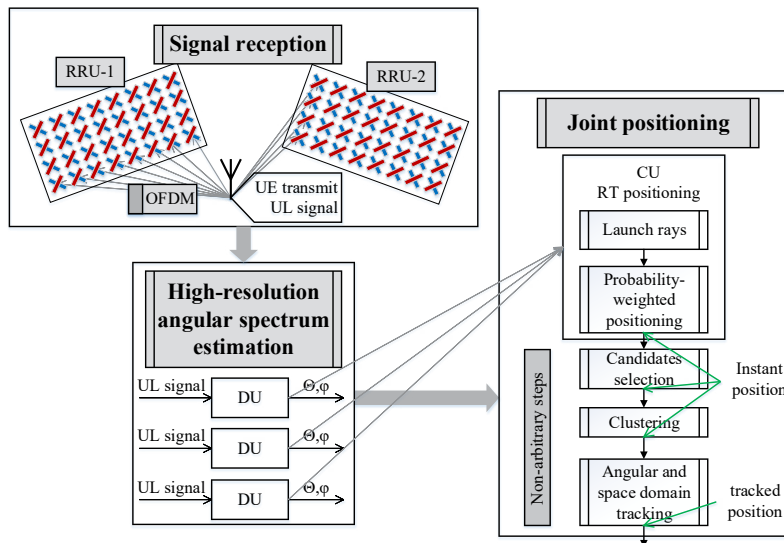 Signal reception
RRU-1
RRU-2
OFDM
UE transmit
UL signal
High-resolution
angular spectrum
estimation
UL signal
DU
Θ,φ
UL signal
DU
Θ,φ
UL signal
DU
Θ,φ
Joint positioning
CU
RT positioning
Launch rays
Probability-
weighted
positioning
Non-arbitrary steps
Candidates
selection
Clustering
Angular and
space domain
tracking
Instant
position
tracked
position